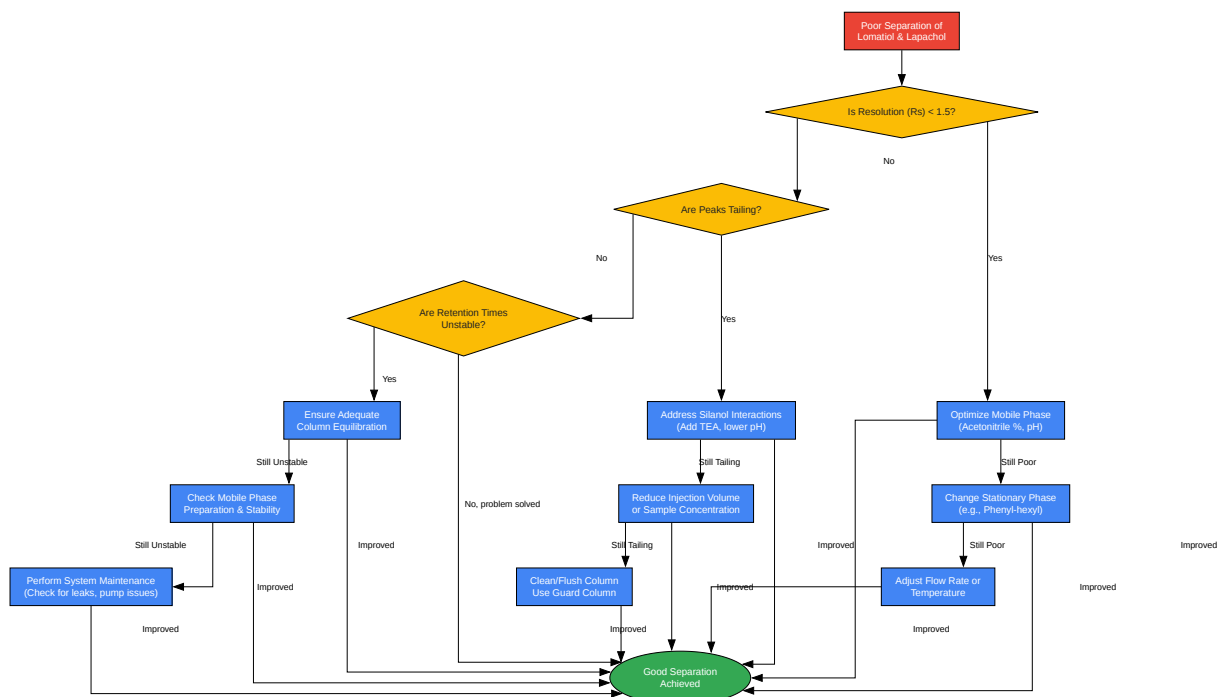 Poor Separation of
Lomatiol & Lapachol
Is Resolution (Rs) < 1.5?
No
Are Peaks Tailing?
No
Yes
Are Retention Times
Unstable?
Yes
Yes
Ensure Adequate
Column Equilibration
Address Silanol Interactions
(Add TEA, lower pH)
Optimize Mobile Phase
(Acetonitrile %, pH)
Still Unstable
Still Tailing
Still Poor
Check Mobile Phase
Preparation & Stability
No, problem solved
Reduce Injection Volume
or Sample Concentration
Change Stationary Phase
(e.g., Phenyl-hexyl)
Still Unstable
Improved
Still Tailing
Improved
Still Poor
Improved
Perform System Maintenance
(Check for leaks, pump issues)
Improved
Clean/Flush Column
Use Guard Column
Improved
Adjust Flow Rate or
Temperature
Improved
Improved
Improved
Improved
Good Separation
Achieved